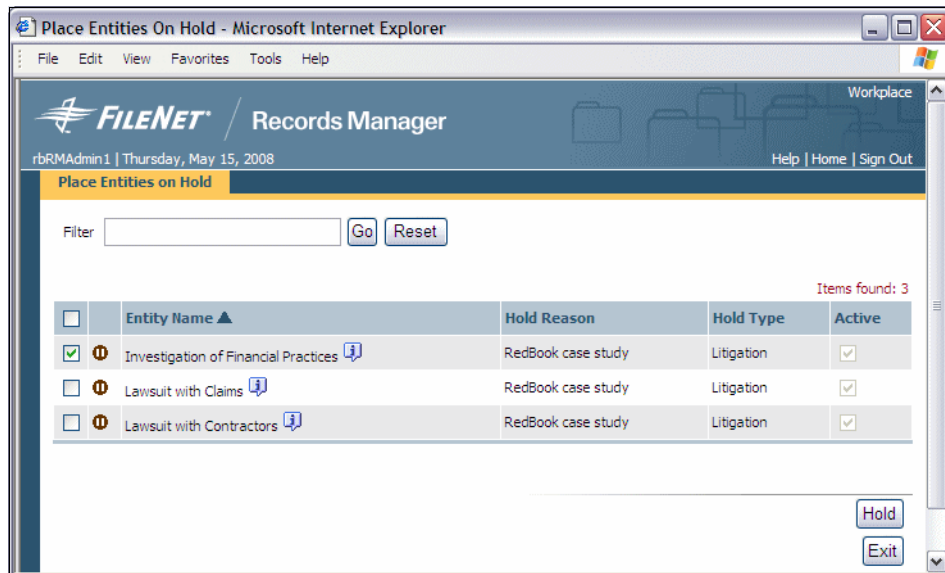 Place Entities On Hold - Microsoft Internet Explorer
File Edit View Favorites Tools Help
Workplace
FILENET / Records Manager
rbRMAdmin1 | Thursday, May 15, 2008 Help | Home | Sign Out
Place Entities on Hold
Filter Go Reset
Items found: 3
Entity Name Hold Reason Hold Type Active
Investigation of Financial Practices RedBook case study Litigation
Lawsuit with Claims RedBook case study Litigation
Lawsuit with Contractors RedBook case study Litigation
Hold
Exit